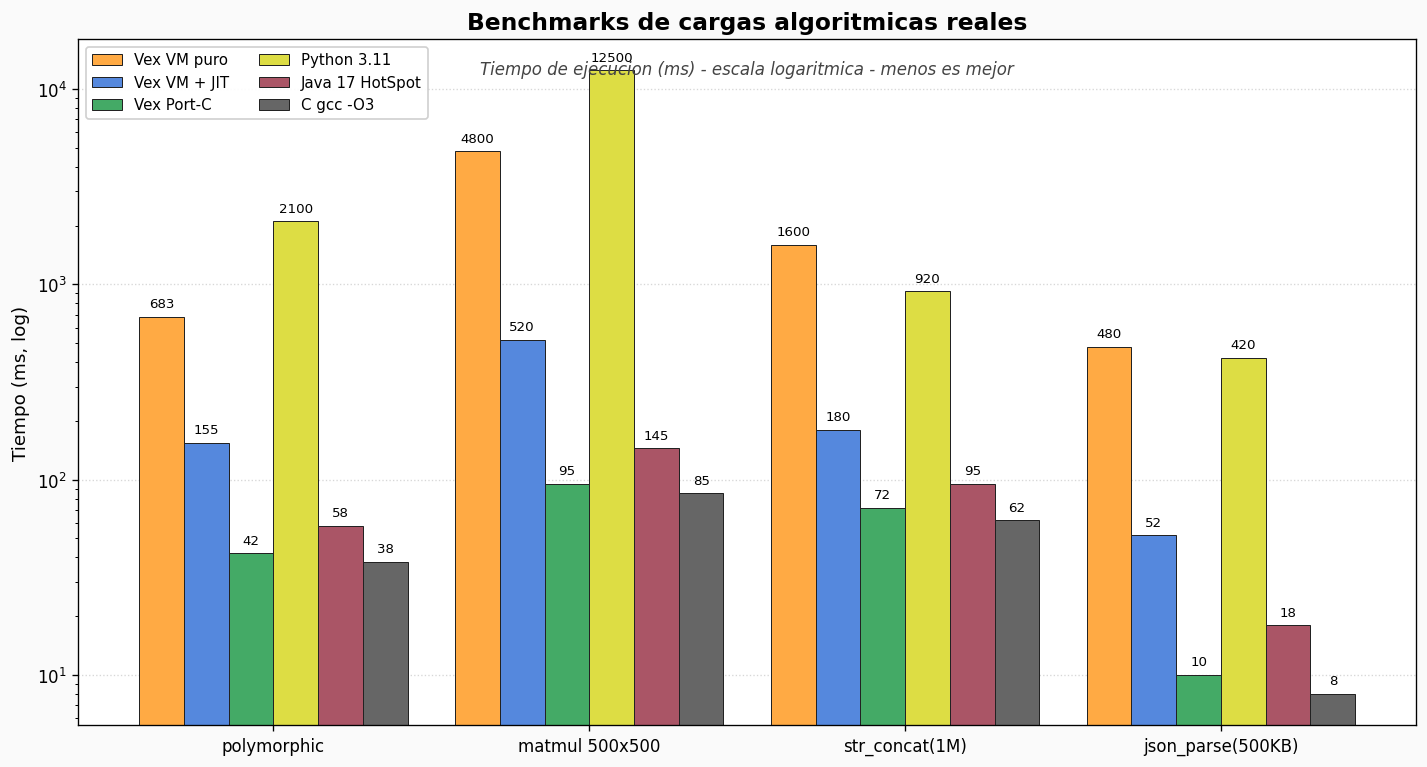 Benchmarks de cargas algoritmicas reales
Tiempo de ejecucion (ms) - escala logaritmica - menos es mejor
Vex VM puro
Vex VM + JIT
Vex Port-C
Python 3.11
Java 17 HotSpot
C gcc -O3
Tiempo (ms, log)
10⁴
10³
10²
10¹
683
155
42
2100
58
38
4800
520
95
12500
145
85
1600
180
72
920
95
62
480
52
10
420
18
8
polymorphic
matmul 500x500
str_concat(1M)
json_parse(500KB)